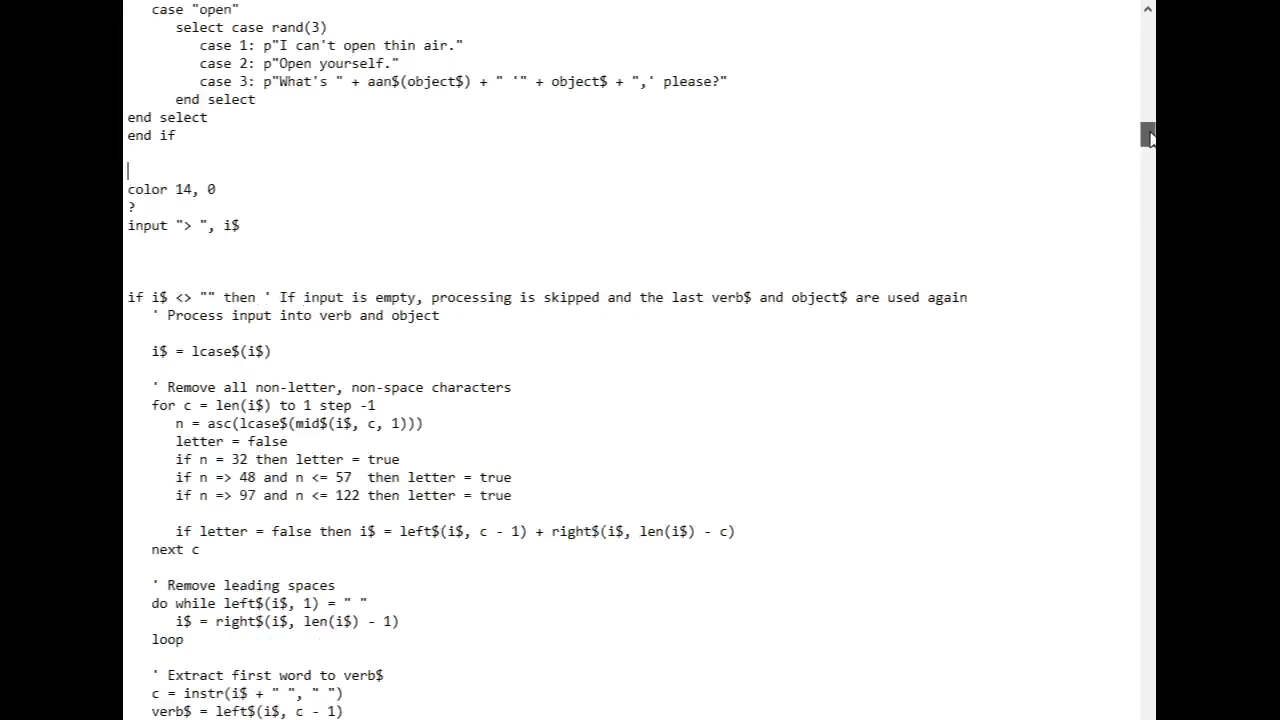 case "open"
select case rand(3)
case 1: p"I can't open thin air."
case 2: p"Open yourself."
case 3: p"What's " + aan$(object$) + " '" + object$ + ",' please?"
end select
end select
end if
color 14, 0
?
input "> ", i$
if i$ <> "" then ' If input is empty, processing is skipped and the last verb$ and object$ are used again
' Process input into verb and object
i$ = lcase$(i$)
' Remove all non-letter, non-space characters
for c = len(i$) to 1 step -1
n = asc(lcase$(mid$(i$, c, 1)))
letter = false
if n = 32 then letter = true
if n => 48 and n <= 57  then letter = true
if n => 97 and n <= 122 then letter = true
if letter = false then i$ = left$(i$, c - 1) + right$(i$, len(i$) - c)
next c
' Remove leading spaces
do while left$(i$, 1) = " "
i$ = right$(i$, len(i$) - 1)
loop
' Extract first word to verb$
c = instr(i$ + " ", " ")
verb$ = left$(i$, c - 1)